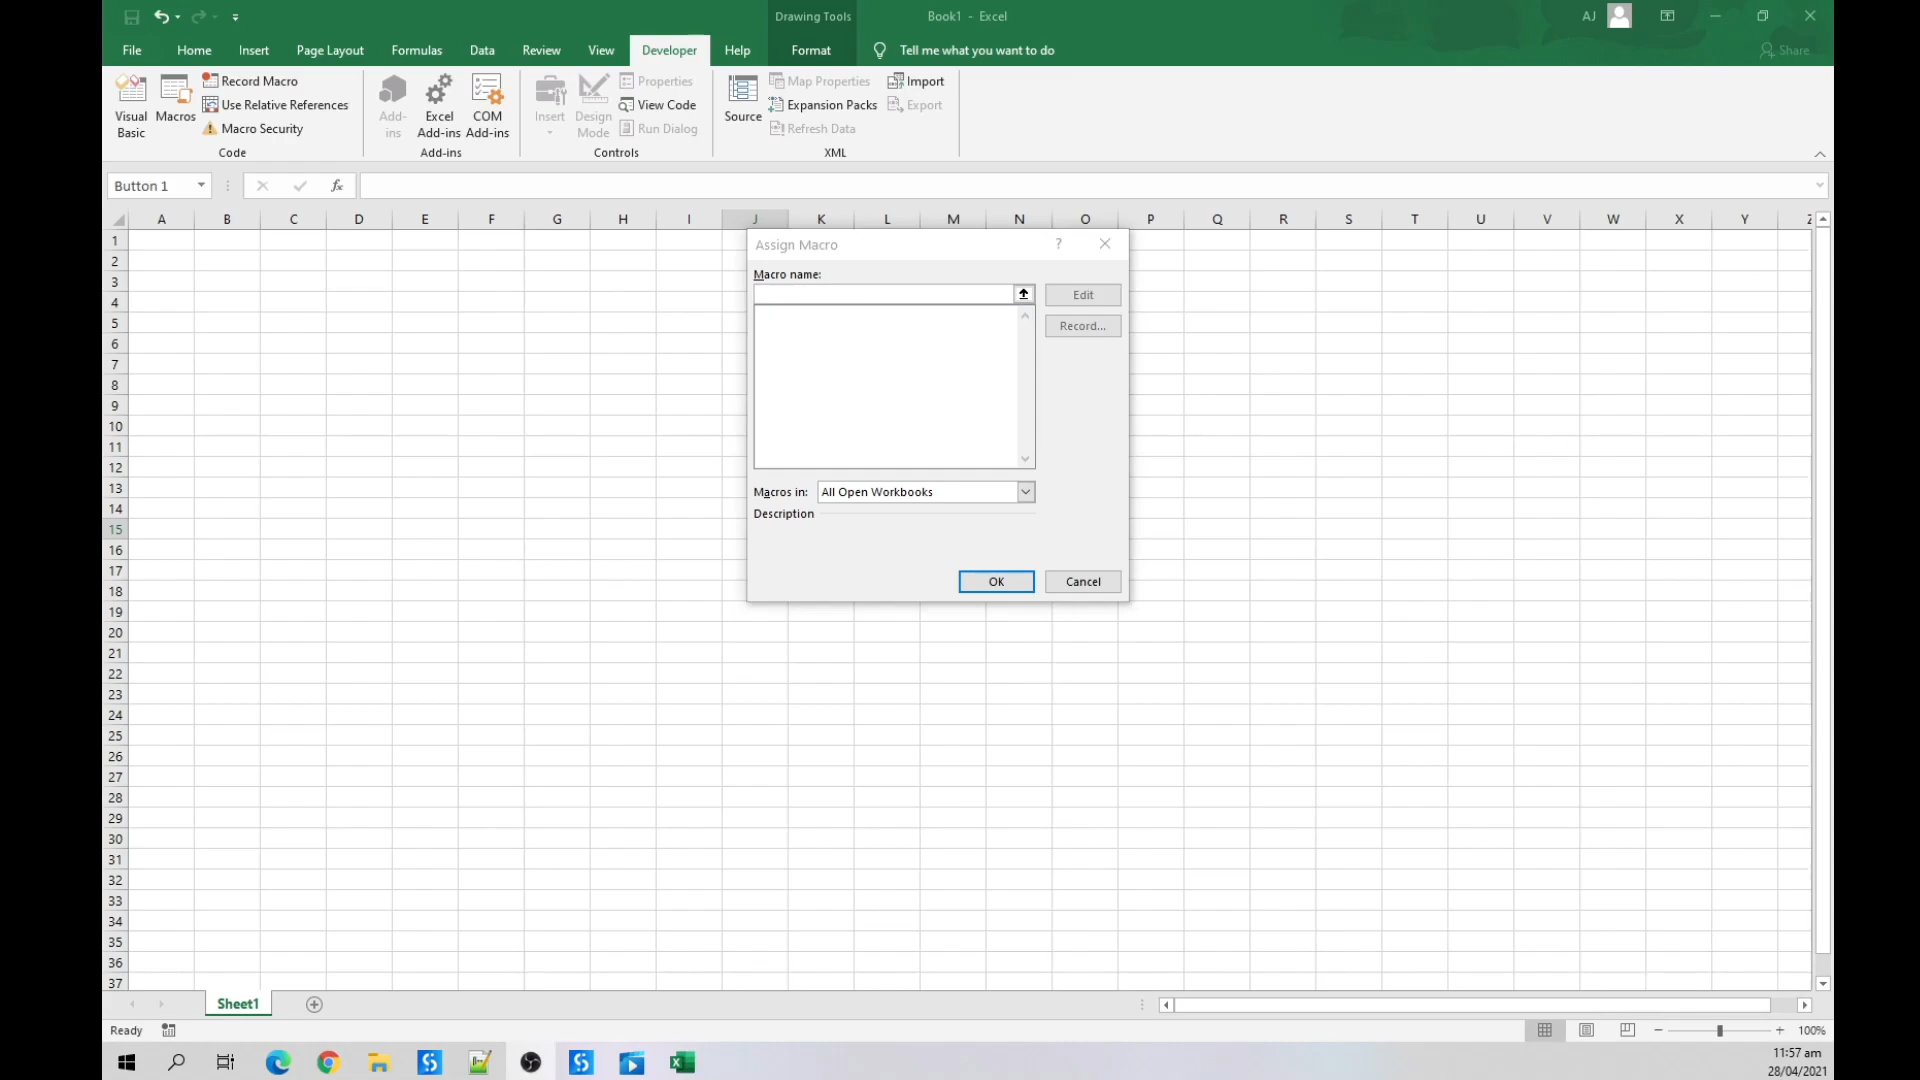 Drawing Tools
Book1 - Excel
AJ
File Home Insert Page Layout Formulas Data Review View Developer Help Format Tell me what you want to do Share
Visual Basic
Macros
Record Macro
Use Relative References
Macro Security
Code
Add-ins
Excel Add-ins
COM Add-ins
Add-ins
Insert
Design Mode
Properties
View Code
Run Dialog
Controls
Source
Map Properties
Expansion Packs
Refresh Data
Import
Export
XML
Button 1
fx
A B C D E F G H I J K L M N O P Q R S T U V W X Y
1
2
3
4
5
6
7
8
9
10
11
12
13
14
15
16
17
18
19
20
21
22
23
24
25
26
27
28
29
30
31
32
33
34
35
36
37
Assign Macro ?
Macro name:
Edit
Record...
Macros in: All Open Workbooks
Description
OK Cancel
Sheet1
Ready
100%
11:57 am
28/04/2021